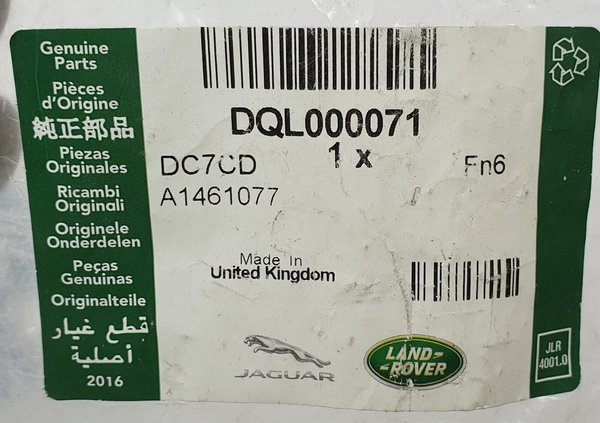 Genuine
Parts
Pièces
d'Origine
純正部品
Piezas
Originales
Ricambi
Originali
Originele
Onderdelen
Peças
Genuinas
Originalteile
قطع غيار
أصلية
2016
DQL000071
1 x
DC7CD
Fn6
A1461077
Made In
United Kingdom
JAGUAR
LAND-
-ROVER
JLR
4001.0